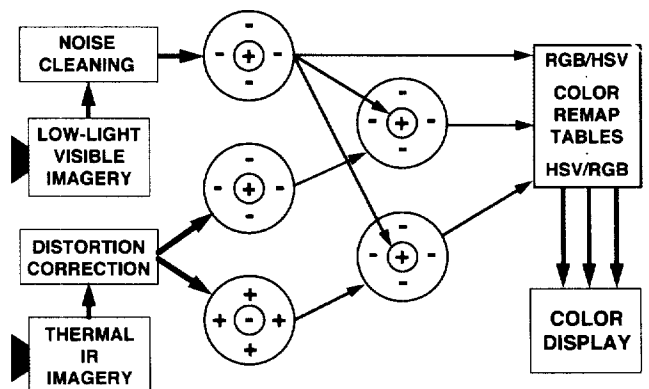 NOISE
CLEANING
LOW-LIGHT
VISIBLE
IMAGERY
DISTORTION
CORRECTION
THERMAL
IR
IMAGERY
-
- + -
-
-
- + -
-
-
- + -
-
+
+ - +
+
-
- + -
-
RGB/HSV
COLOR
REMAP
TABLES
HSV/RGB
COLOR
DISPLAY